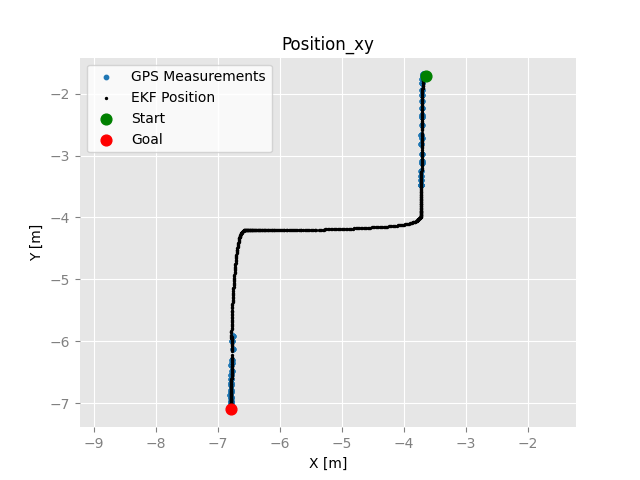 Position_xy
GPS Measurements
EKF Position
Start
Goal
−2
−3
−4
−5
−6
−7
Y [m]
−9 −8 −7 −6 −5 −4 −3 −2
X [m]